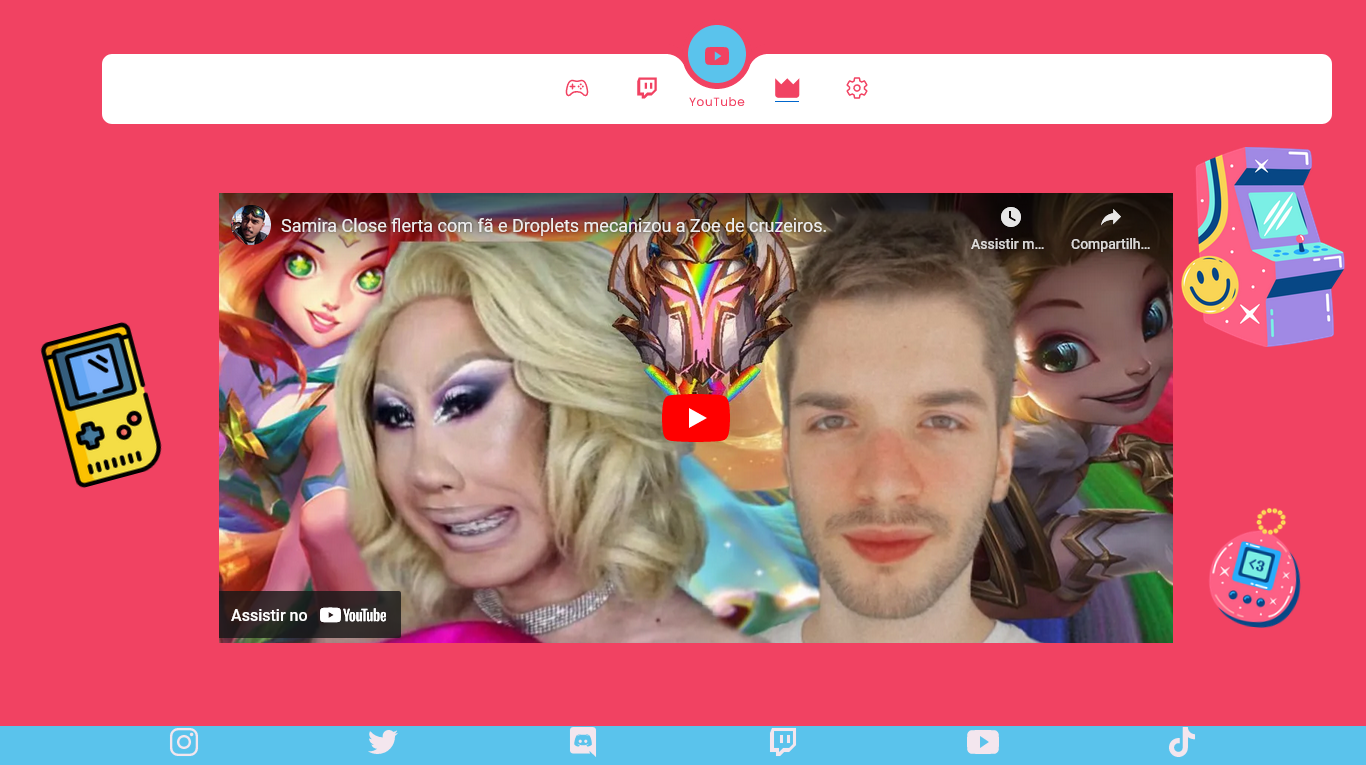 YouTube
Samira Close flerta com fã e Droplets mecanizou a Zoe de cruzeiros.
Assistir m...
Compartilh...
<3
Assistir no YouTube